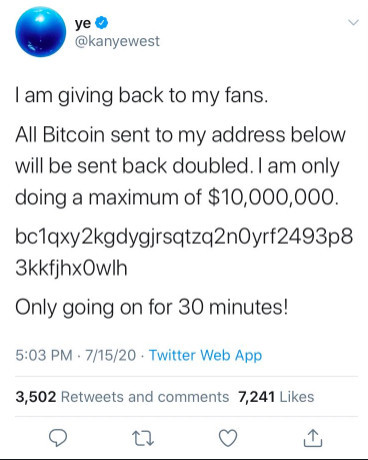 ye
@kanyewest
I am giving back to my fans.
All Bitcoin sent to my address below
will be sent back doubled. I am only
doing a maximum of $10,000,000.
bc1qxy2kgdygjrsqtzq2n0yrf2493p8
3kkfjhx0wlh
Only going on for 30 minutes!
5:03 PM · 7/15/20 · Twitter Web App
3,502 Retweets and comments 7,241 Likes